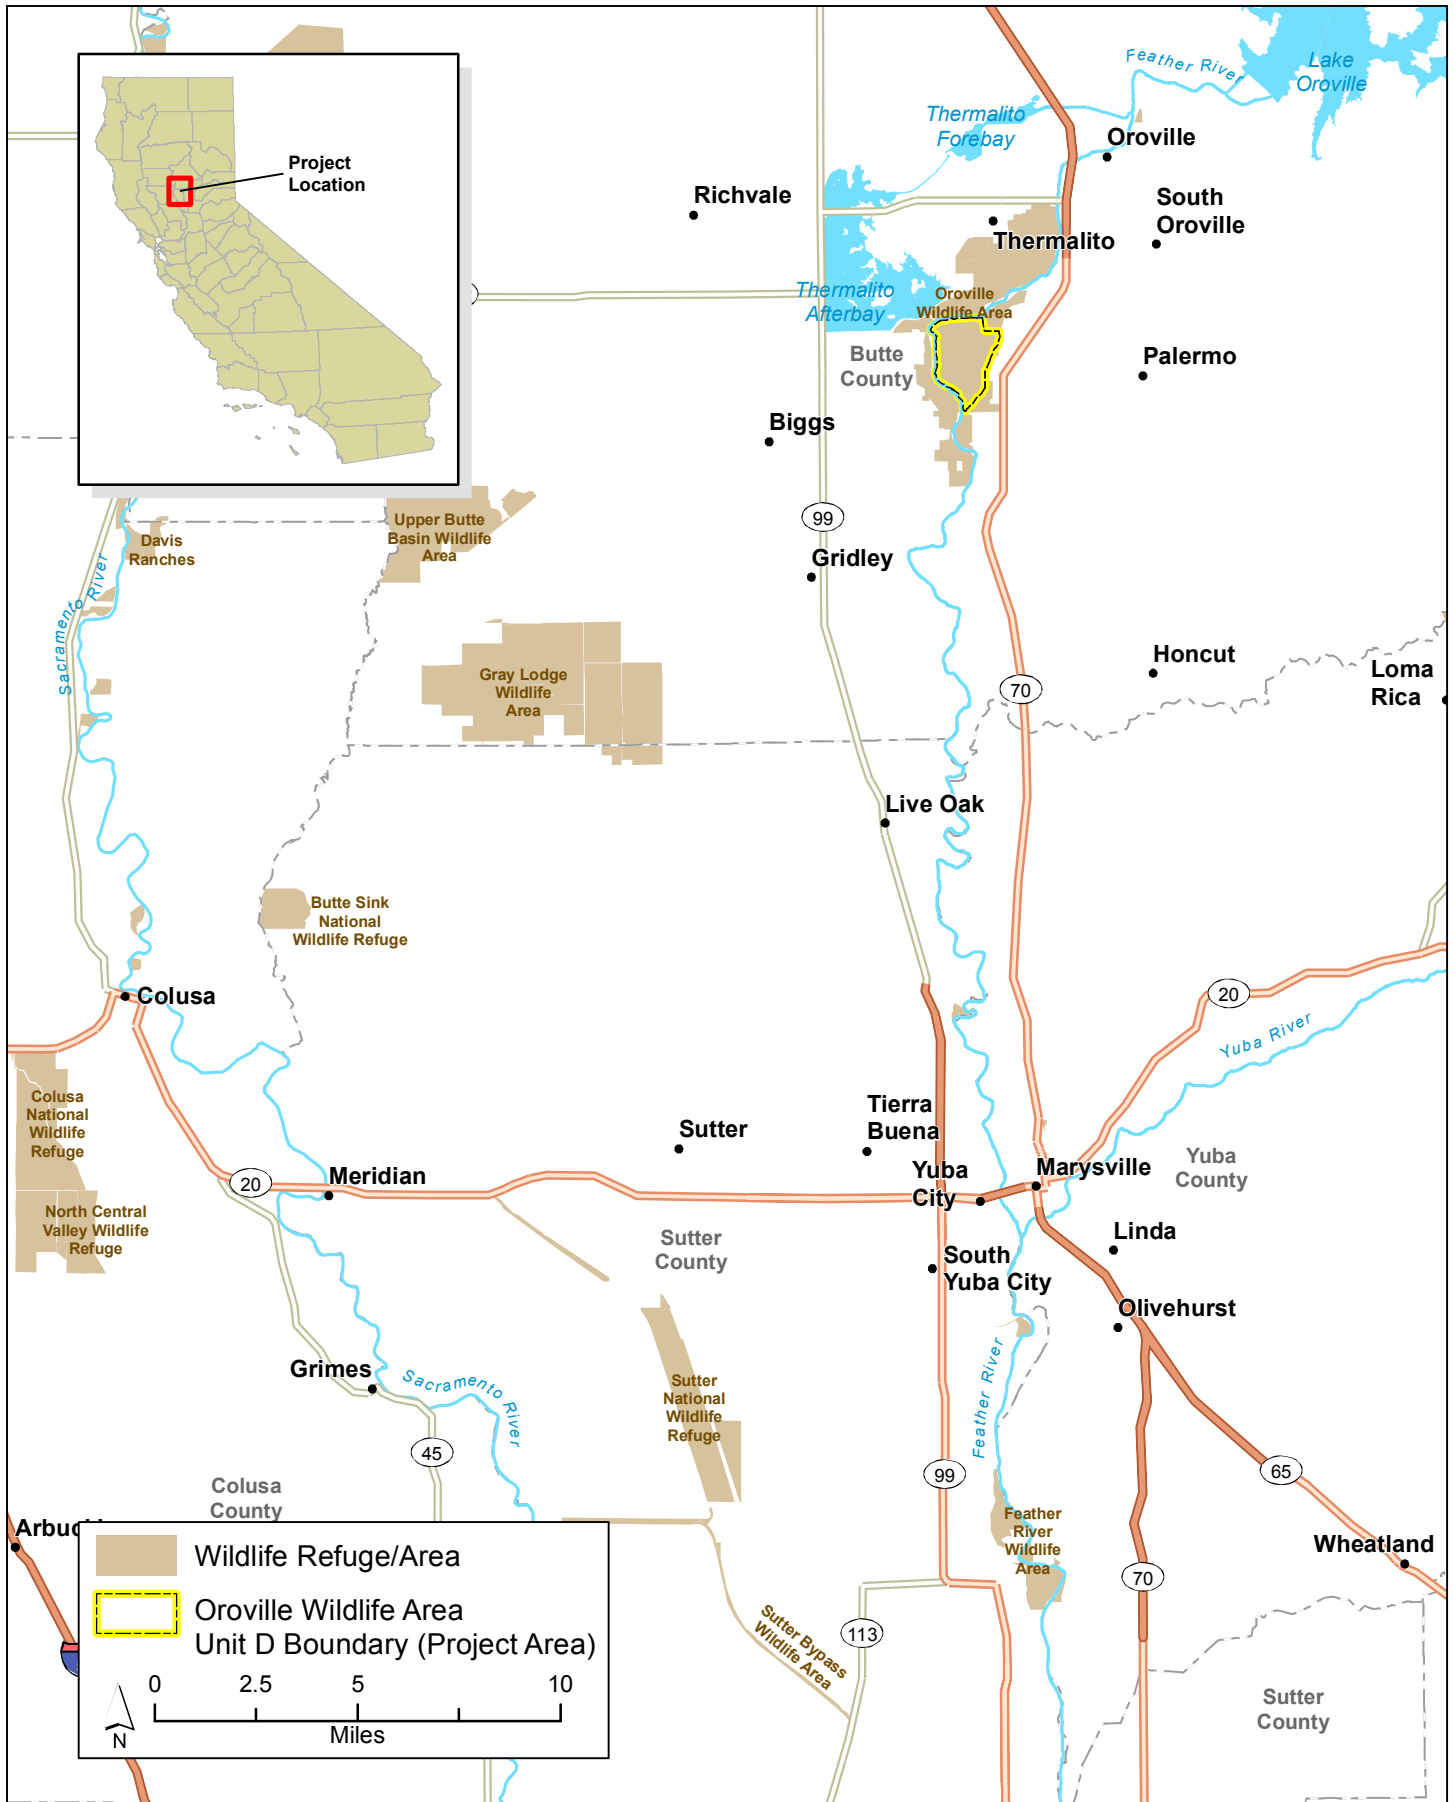 Project
Location
Feather River
Lake
Oroville
Thermalito
Forebay
Oroville
Richvale
South
Oroville
Thermalito
Thermalito
Afterbay
Oroville
Wildlife Area
Butte
County
Palermo
Biggs
99
Upper Butte
Basin Wildlife
Area
Davis
Ranches
Gridley
Sacramento River
Honcut
Loma
Rica
Gray Lodge
Wildlife
Area
70
Live Oak
Butte Sink
National
Wildlife Refuge
Colusa
20
Yuba River
Colusa
National
Wildlife
Refuge
Tierra
Buena
Sutter
Yuba
City
Marysville
Yuba
County
20
Meridian
North Central
Valley Wildlife
Refuge
Sutter
County
Linda
South
Yuba City
Olivehurst
Grimes
Sacramento River
Sutter
National
Wildlife
Refuge
Feather River
45
99
65
Colusa
County
Feather
River
Wildlife
Area
Wheatland
70
Sutter Bypass
Wildlife Area
113
Sutter
County
Wildlife Refuge/Area
Oroville Wildlife Area
Unit D Boundary (Project Area)
0 2.5 5 10
Miles
N